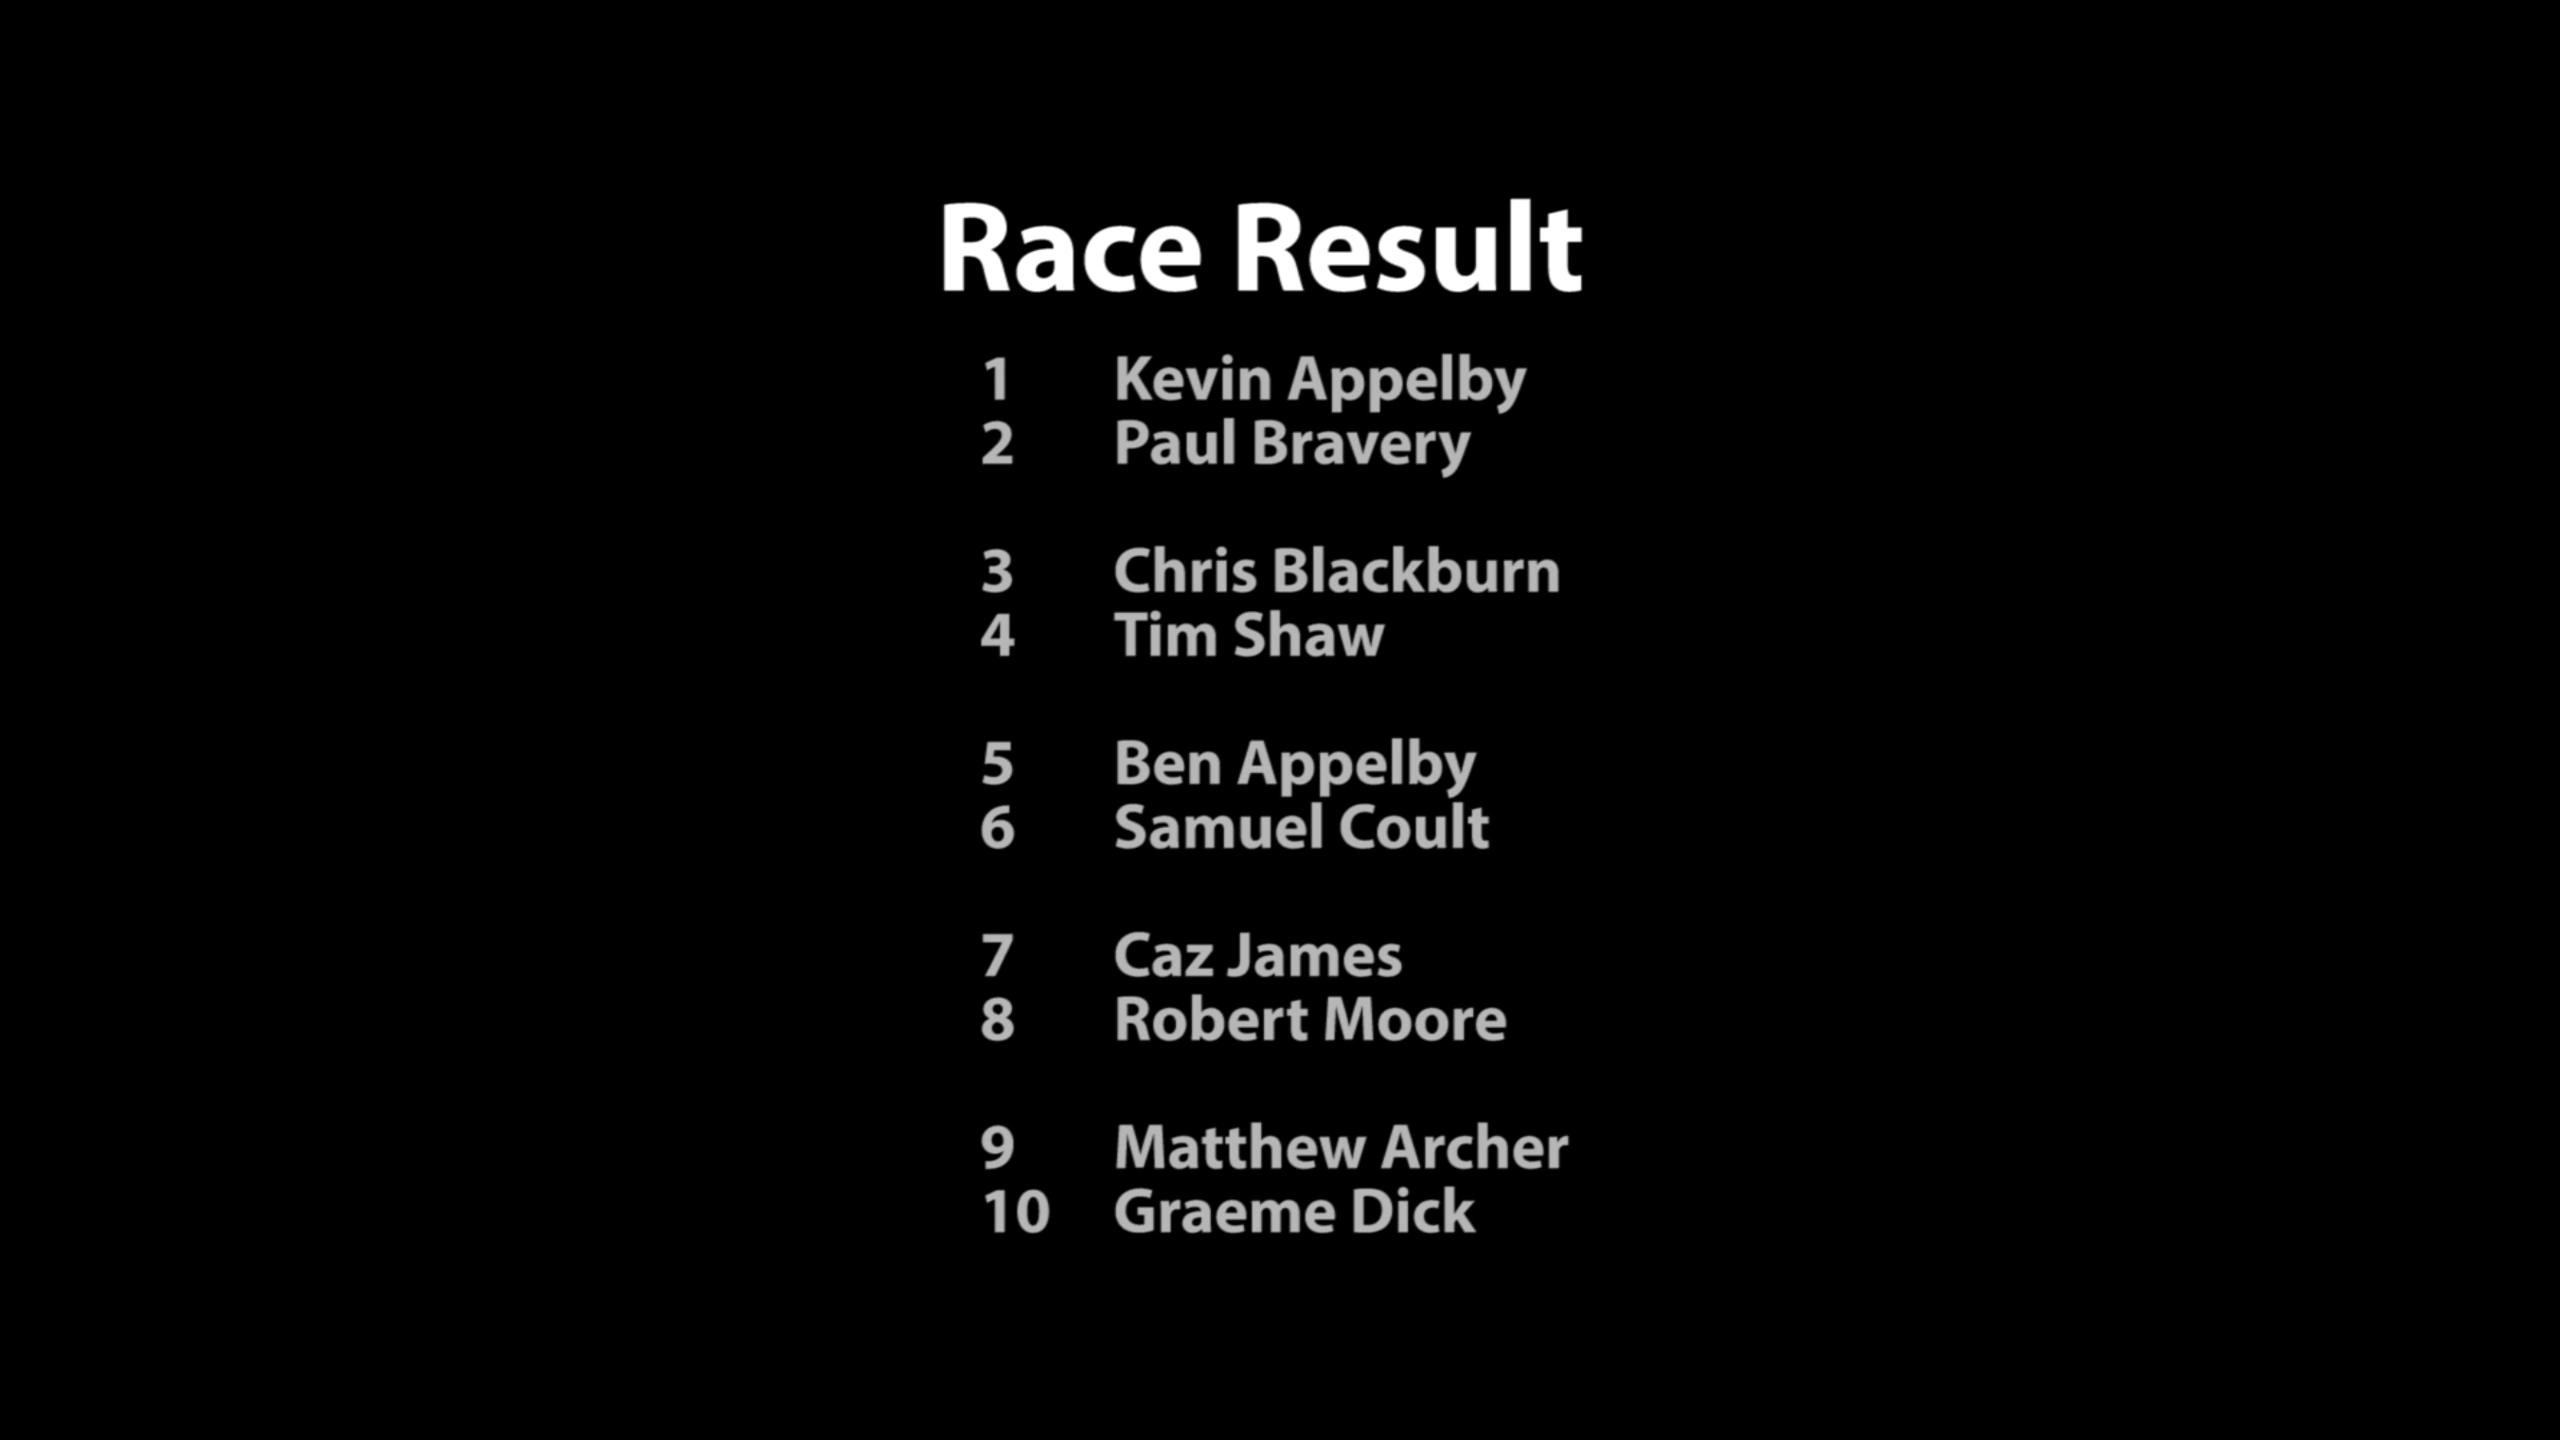 Race Result
1 Kevin Appelby
2 Paul Bravery
3 Chris Blackburn
4 Tim Shaw
5 Ben Appelby
6 Samuel Coult
7 Caz James
8 Robert Moore
9 Matthew Archer
10 Graeme Dick